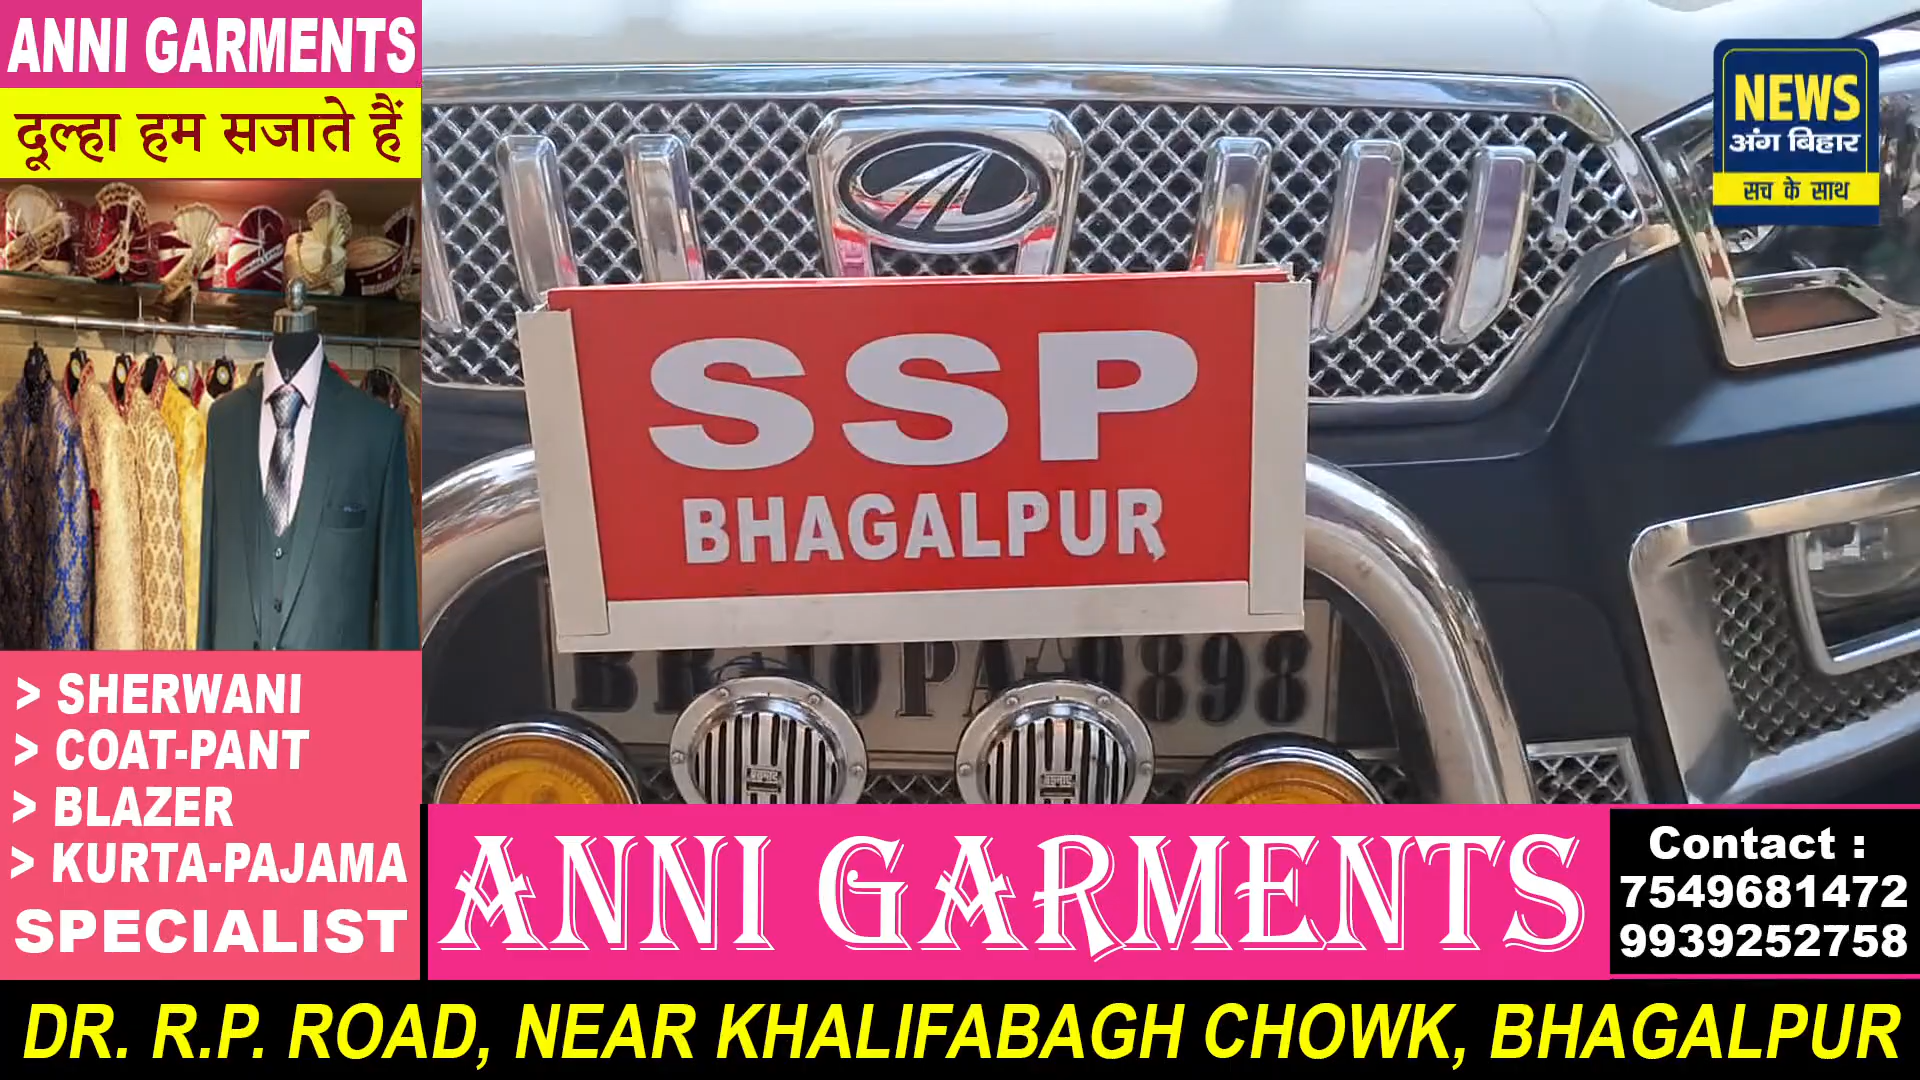 ANNI GARMENTS
दूल्हा हम सजाते हैं
NEWS
अंग बिहार
सच के साथ
SSP
BHAGALPUR
> SHERWANI
> COAT-PANT
> BLAZER
> KURTA-PAJAMA
SPECIALIST
ANNI GARMENTS
Contact :
7549681472
9939252758
DR. R.P. ROAD, NEAR KHALIFABAGH CHOWK, BHAGALPUR